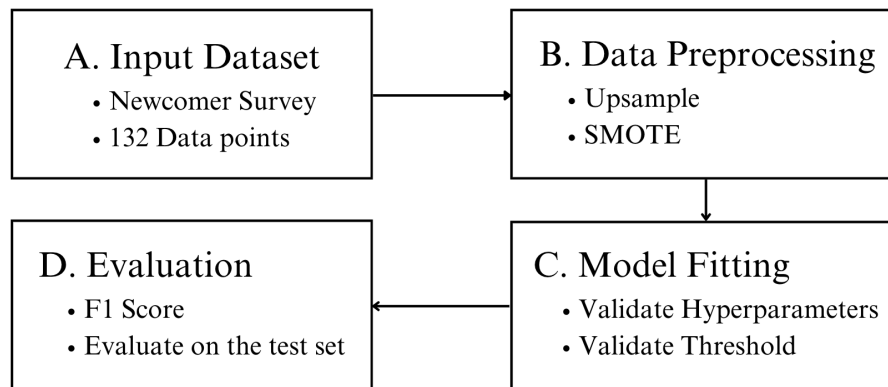 A. Input Dataset
• Newcomer Survey
• 132 Data points
B. Data Preprocessing
• Upsample
• SMOTE
C. Model Fitting
• Validate Hyperparameters
• Validate Threshold
D. Evaluation
• F1 Score
• Evaluate on the test set